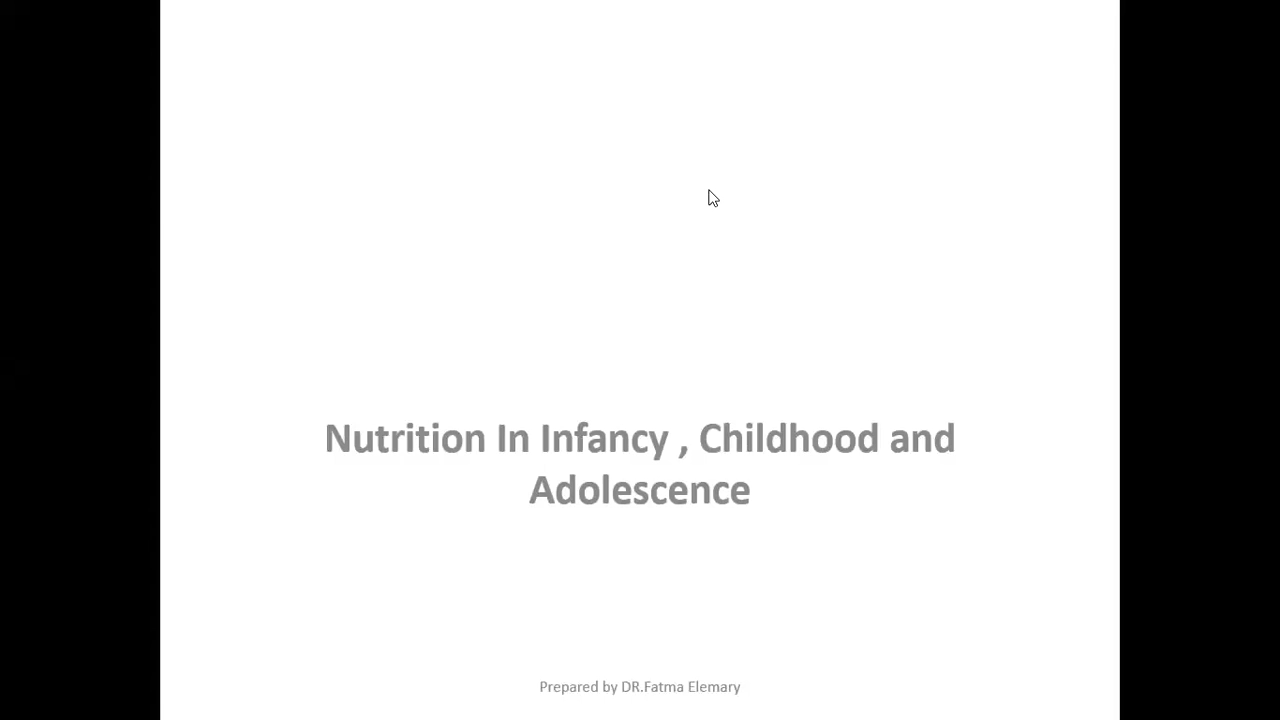 Nutrition In Infancy , Childhood and
Adolescence
Prepared by DR.Fatma Elemary